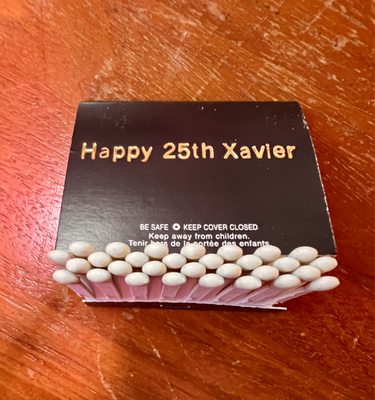 Happy 25th Xavier
BE SAFE ✪ KEEP COVER CLOSED
Keep away from children.
Tenir hors de la portée des enfants.